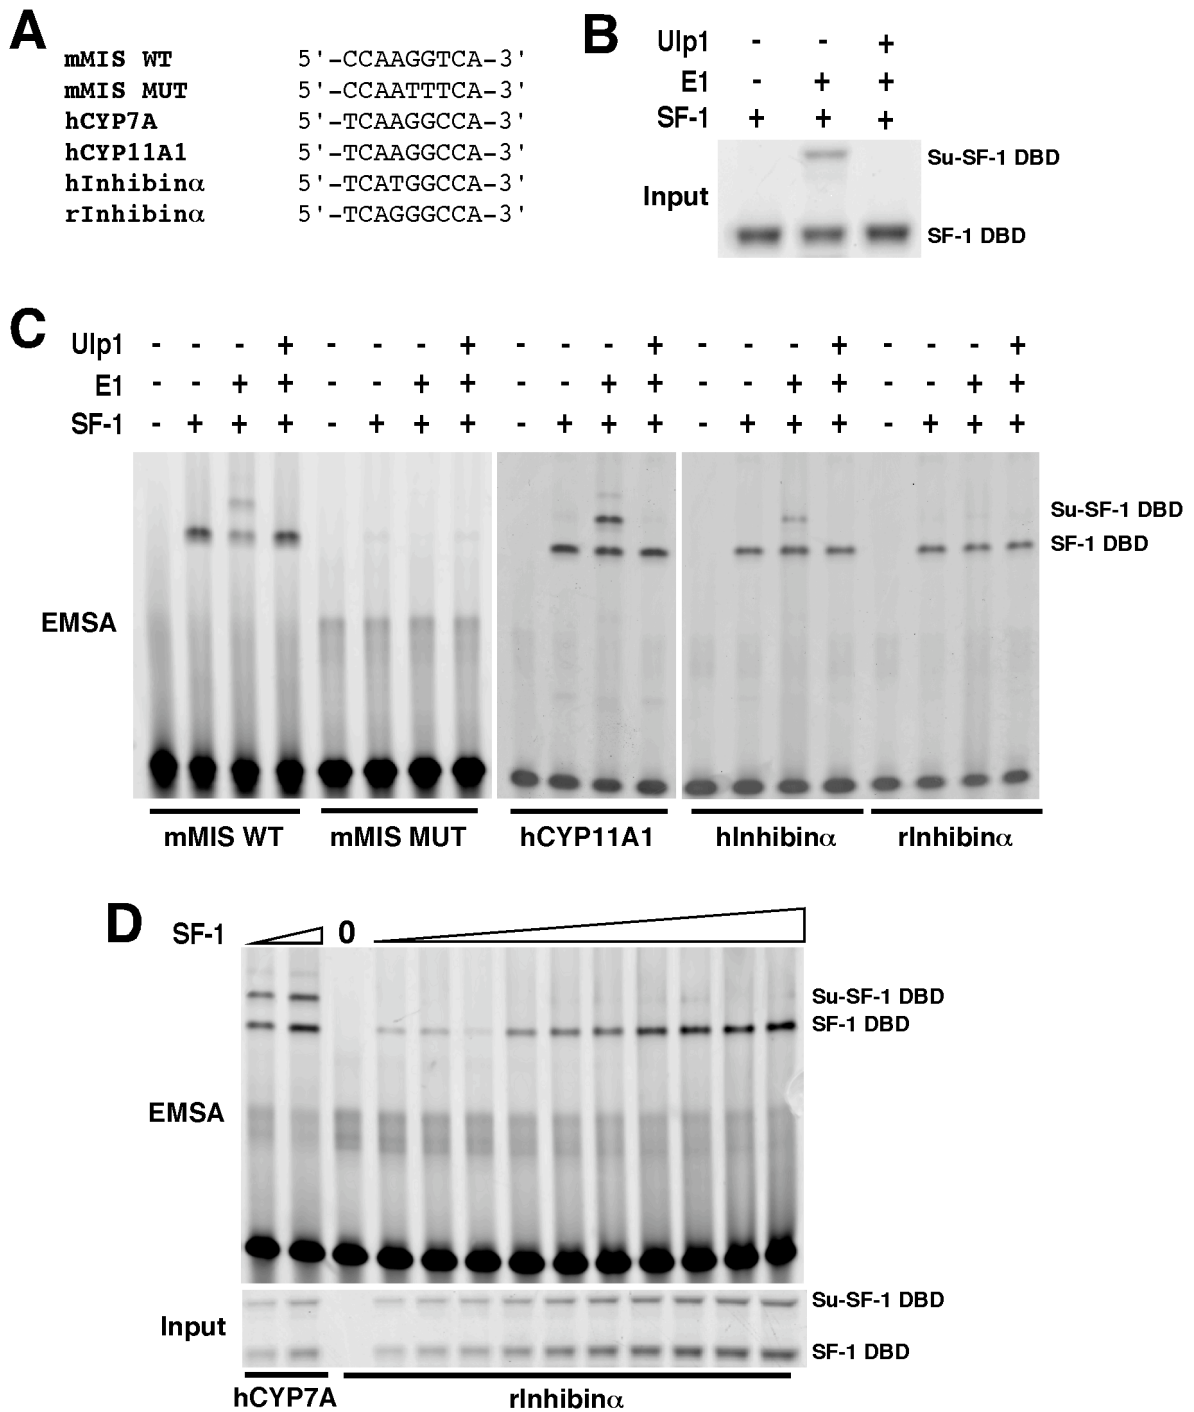 A
mMIS WT 5'-CCAAGGTCA-3'
mMIS MUT 5'-CCAATTTCA-3'
hCYP7A 5'-TCAAGGCCA-3'
hCYP11A1 5'-TCAAGGCCA-3'
hInhibinα 5'-TCATGGCCA-3'
rInhibinα 5'-TCAGGGCCA-3'
B
Ulp1 - - +
E1 - + +
SF-1 + + +
Input
Su-SF-1 DBD
SF-1 DBD
C
Ulp1 - - - + - - - + - - - + - - - + - - - +
E1 - - + + - - + + - - + + - - + + - - + +
SF-1 - + + + - + + + - + + + - + + + - + + +
Su-SF-1 DBD
SF-1 DBD
EMSA
mMIS WT mMIS MUT hCYP11A1 hInhibinα rInhibinα
D
SF-1 0
Su-SF-1 DBD
SF-1 DBD
EMSA
Su-SF-1 DBD
Input
SF-1 DBD
hCYP7A rInhibinα